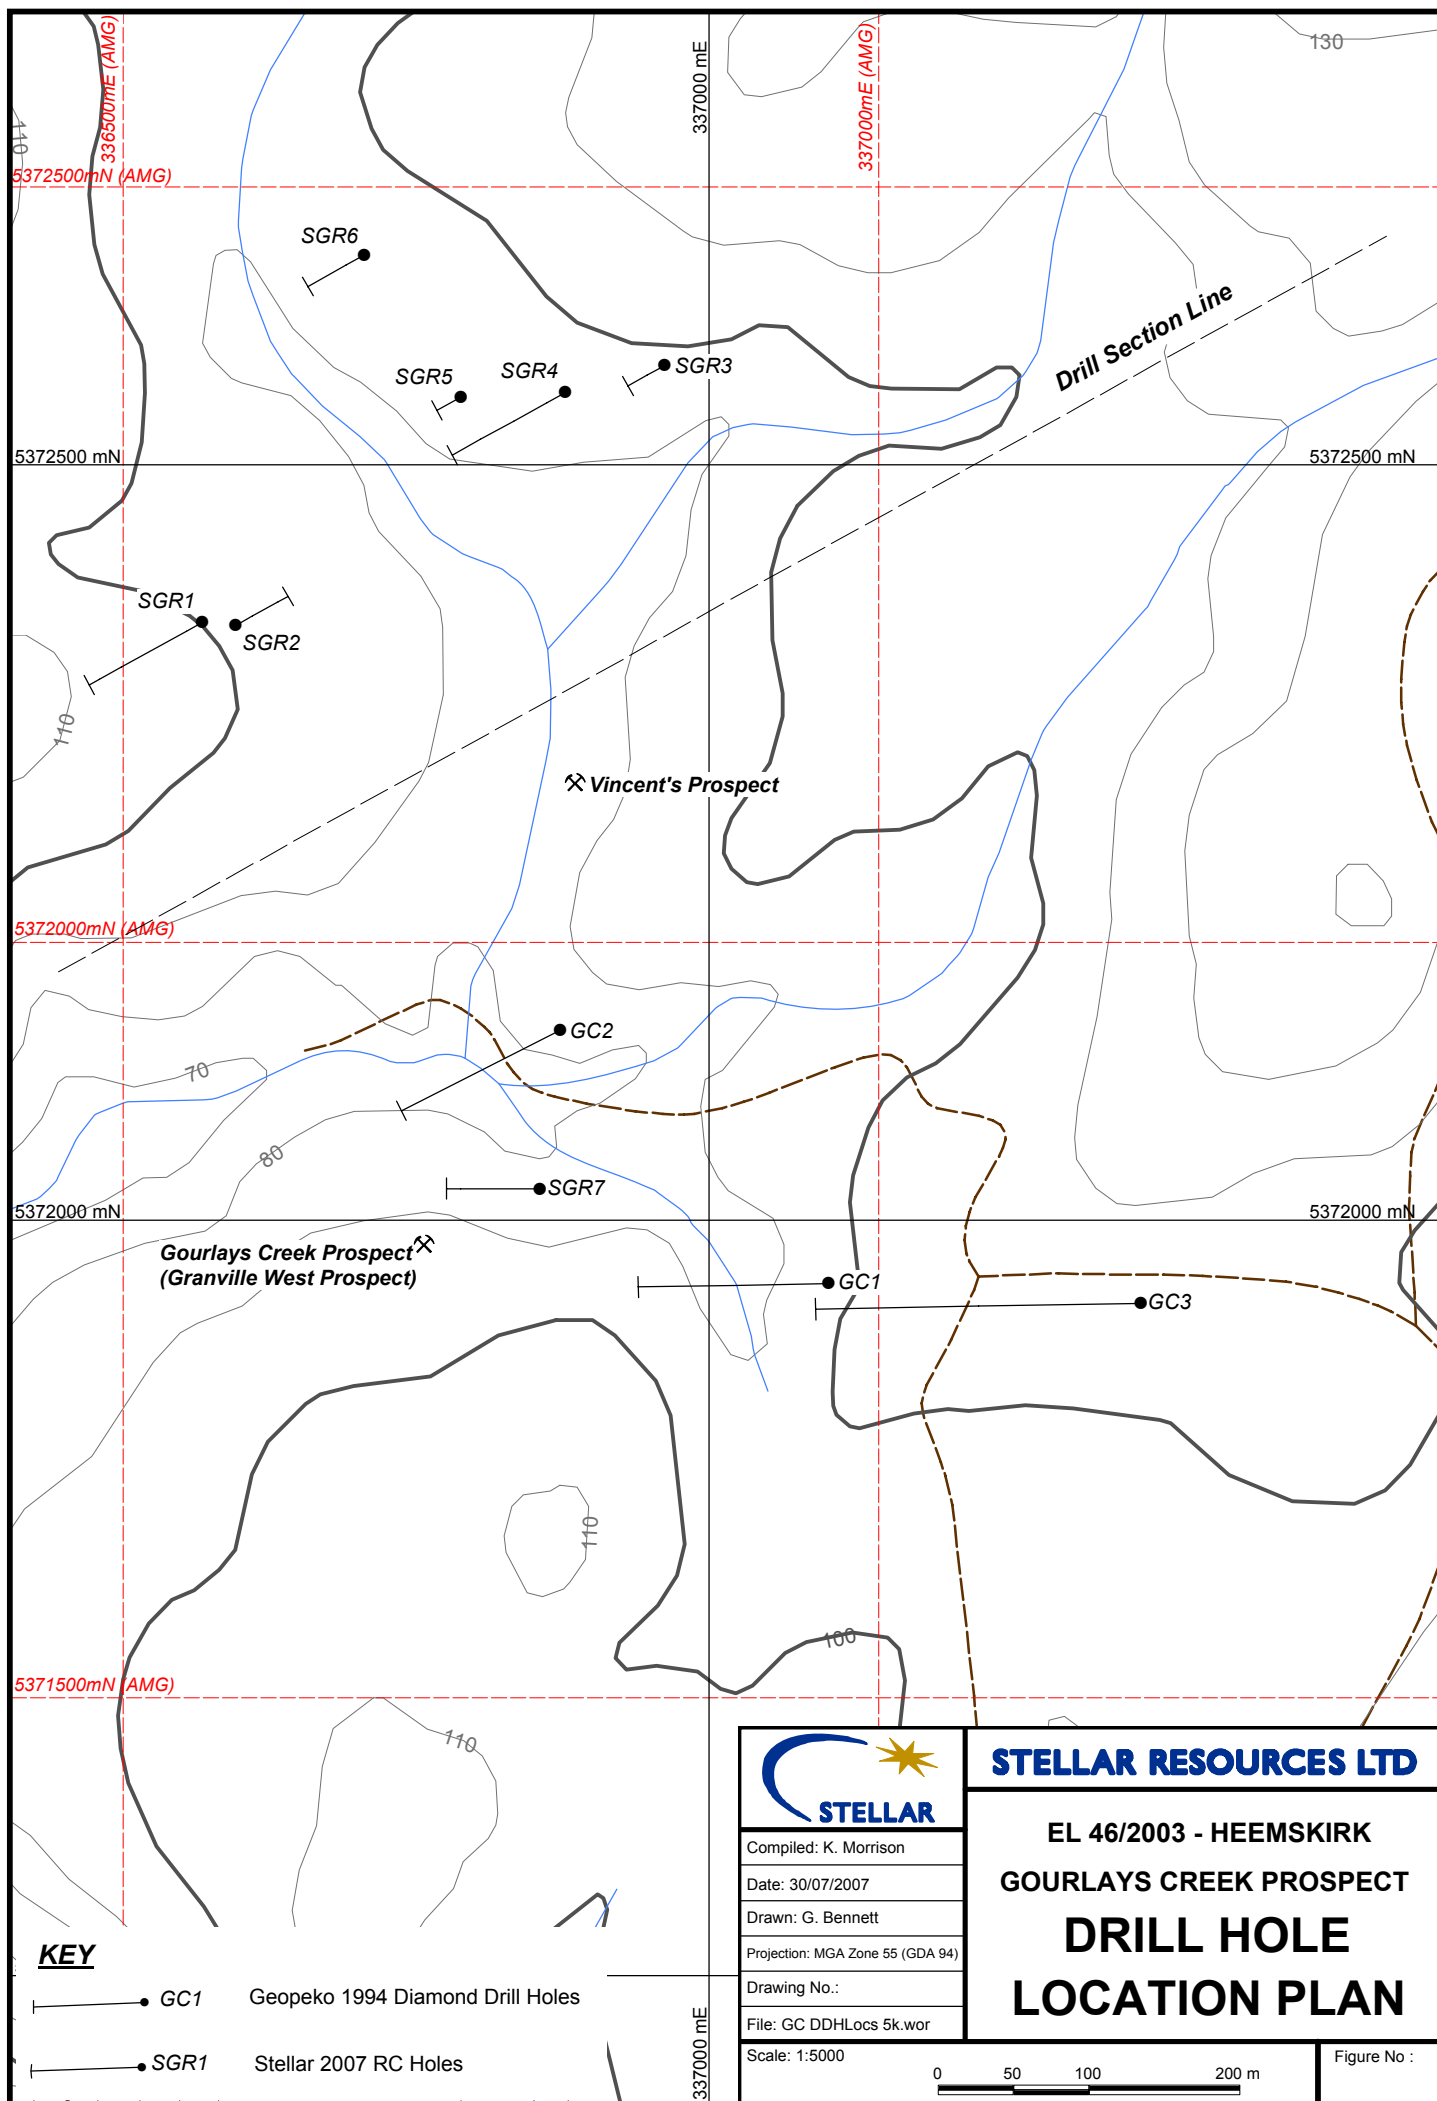 336500mE (AMG)
337000 mE
337000mE (AMG)
130
110
5372500mN (AMG)
SGR6
Drill Section Line
SGR5
SGR4
SGR3
5372500 mN
5372500 mN
SGR1
SGR2
110
Vincent's Prospect
5372000mN (AMG)
GC2
70
80
SGR7
5372000 mN
5372000 mN
Gourlays Creek Prospect
(Granville West Prospect)
GC1
GC3
110
100
5371500mN (AMG)
110
STELLAR
STELLAR RESOURCES LTD
Compiled: K. Morrison
Date: 30/07/2007
Drawn: G. Bennett
Projection: MGA Zone 55 (GDA 94)
Drawing No.:
File: GC DDHLocs 5k.wor
EL 46/2003 - HEEMSKIRK
GOURLAYS CREEK PROSPECT
DRILL HOLE
LOCATION PLAN
Scale: 1:5000
0 50 100 200 m
Figure No :
KEY
GC1 Geopeko 1994 Diamond Drill Holes
SGR1 Stellar 2007 RC Holes
337000 mE